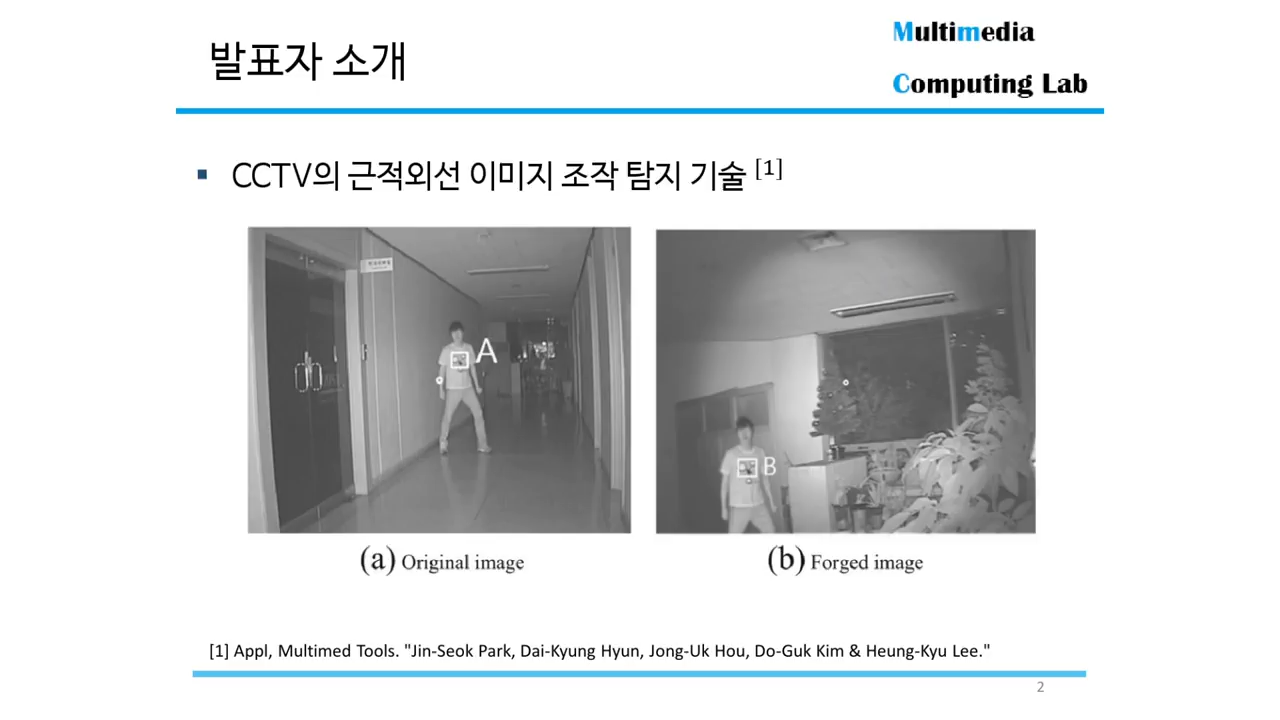 발표자 소개
Multimedia
Computing Lab
▪ CCTV의 근적외선 이미지 조작 탐지 기술 [1]
A
B
(a) Original image
(b) Forged image
[1] Appl, Multimed Tools. "Jin-Seok Park, Dai-Kyung Hyun, Jong-Uk Hou, Do-Guk Kim & Heung-Kyu Lee."
2